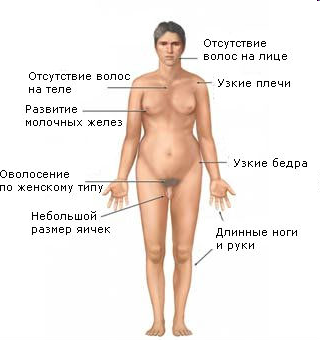 Отсутствие
волос на лице
Отсутствие волос
на теле
Узкие плечи
Развитие
молочных желез
Узкие бедра
Оволосение
по женскому типу
Небольшой
размер яичек
Длинные ноги
и руки